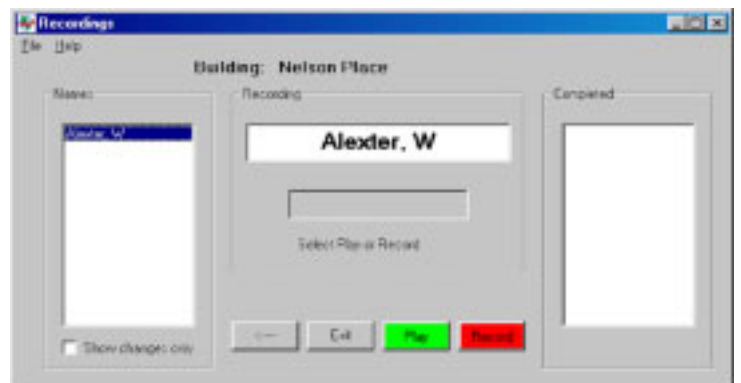 Recordings
File Help
Building: Nelson Place
Names
Alexter, W
Show changes only
Recording
Alexter, W
Select Play or Record
<--- Exit Play Record
Completed